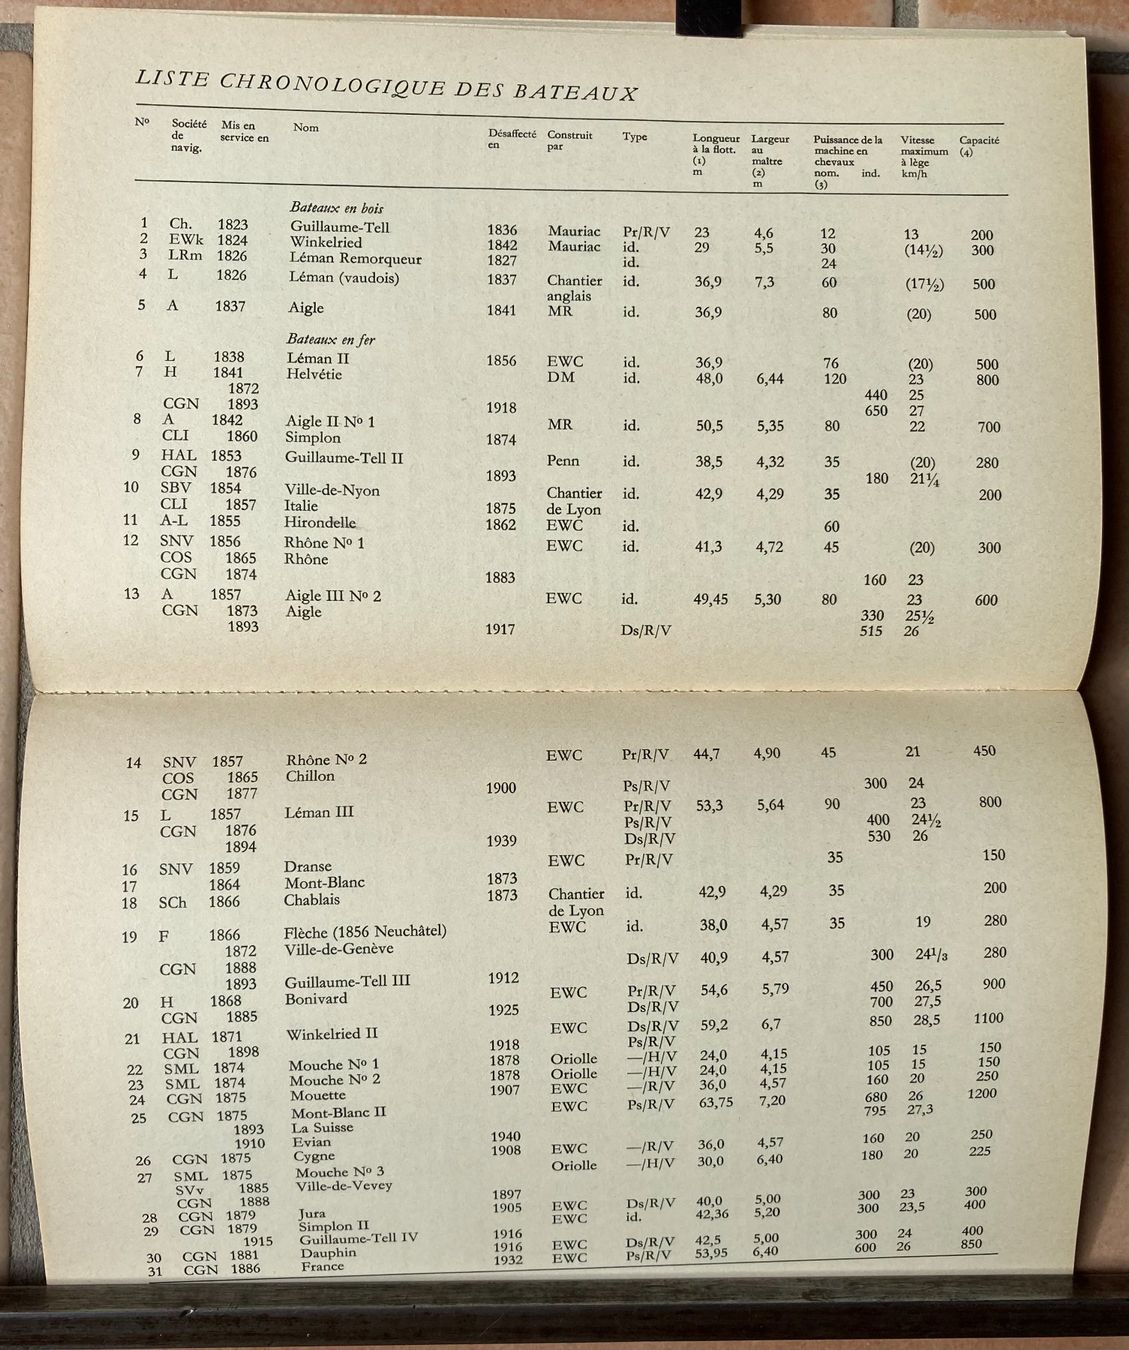 LISTE CHRONOLOGIQUE DES BATEAUX
Nº Société de navig. Mis en service en Nom Désaffecté en Construit par Type Longueur à la flott. (1) m Largeur au maître (2) m Puissance de la machine en chevaux nom. (3) ind. Vitesse maximum à lège km/h Capacité (4)
Bateaux en bois
1 Ch. 1823 Guillaume-Tell 1836 Mauriac Pr/R/V 23 4,6 12 13 200
2 EWk 1824 Winkelried 1842 Mauriac id. 29 5,5 30 (14½) 300
3 LRm 1826 Léman Remorqueur 1827 id. 24
4 L 1826 Léman (vaudois) 1837 Chantier anglais id. 36,9 7,3 60 (17½) 500
5 A 1837 Aigle 1841 MR id. 36,9 80 (20) 500
Bateaux en fer
6 L 1838 Léman II 1856 EWC id. 36,9 76 (20) 500
7 H 1841 Helvétie DM id. 48,0 6,44 120 23 800
1872 440 25
CGN 1893 1918 650 27
8 A 1842 Aigle II Nº 1 MR id. 50,5 5,35 80 22 700
CLI 1860 Simplon 1874
9 HAL 1853 Guillaume-Tell II Penn id. 38,5 4,32 35 (20) 280
CGN 1876 1893 180 21¼
10 SBV 1854 Ville-de-Nyon Chantier id. 42,9 4,29 35 200
CLI 1857 Italie 1875 de Lyon
11 A-L 1855 Hirondelle 1862 EWC id. 60
12 SNV 1856 Rhône Nº 1 EWC id. 41,3 4,72 45 (20) 300
COS 1865 Rhône
CGN 1874 1883 160 23
13 A 1857 Aigle III Nº 2 EWC id. 49,45 5,30 80 23 600
CGN 1873 Aigle 330 25½
1893 1917 Ds/R/V 515 26
14 SNV 1857 Rhône Nº 2 EWC Pr/R/V 44,7 4,90 45 21 450
COS 1865 Chillon
CGN 1877 1900 Ps/R/V 300 24
15 L 1857 Léman III EWC Pr/R/V 53,3 5,64 90 23 800
CGN 1876 Ps/R/V 400 24½
1894 1939 Ds/R/V 530 26
16 SNV 1859 Dranse EWC Pr/R/V 35 150
17 1864 Mont-Blanc 1873
18 SCh 1866 Chablais 1873 Chantier de Lyon id. 42,9 4,29 35 200
19 F 1866 Flèche (1856 Neuchâtel) EWC id. 38,0 4,57 35 19 280
1872 Ville-de-Genève
CGN 1888 Ds/R/V 40,9 4,57 300 24⅓ 280
1893 Guillaume-Tell III 1912
20 H 1868 Bonivard EWC Pr/R/V 54,6 5,79 450 26,5 900
CGN 1885 1925 Ds/R/V 700 27,5
21 HAL 1871 Winkelried II EWC Ds/R/V 59,2 6,7 850 28,5 1100
CGN 1898 1918 Ps/R/V
22 SML 1874 Mouche Nº 1 1878 Oriolle —/H/V 24,0 4,15 105 15 150
23 SML 1874 Mouche Nº 2 1878 Oriolle —/H/V 24,0 4,15 105 15 150
24 CGN 1875 Mouette 1907 EWC —/R/V 36,0 4,57 160 20 250
25 CGN 1875 Mont-Blanc II EWC Ps/R/V 63,75 7,20 680 26 1200
1893 La Suisse 795 27,3
1910 Evian 1940
26 CGN 1875 Cygne 1908 EWC —/R/V 36,0 4,57 160 20 250
27 SML 1875 Mouche Nº 3 Oriolle —/H/V 30,0 6,40 180 20 225
SVv 1885 Ville-de-Vevey
CGN 1888 1897
28 CGN 1879 Jura 1905 EWC Ds/R/V 40,0 5,00 300 23 300
29 CGN 1879 Simplon II EWC id. 42,36 5,20 300 23,5 400
1915 Guillaume-Tell IV 1916
30 CGN 1881 Dauphin 1916 EWC Ds/R/V 42,5 5,00 300 24 400
31 CGN 1886 France 1932 EWC Ps/R/V 53,95 6,40 600 26 850